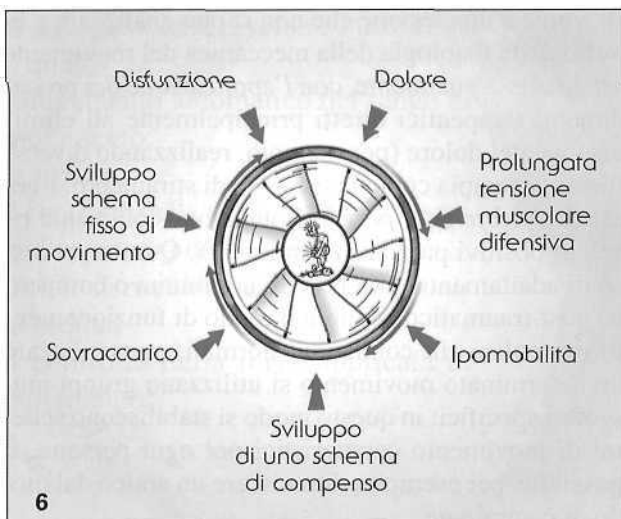 Disfunzione
Dolore
Prolungata
tensione
muscolare
difensiva
Ipomobilità
Sviluppo
di uno schema
di compenso
Sovraccarico
Sviluppo
schema
fisso di
movimento
6